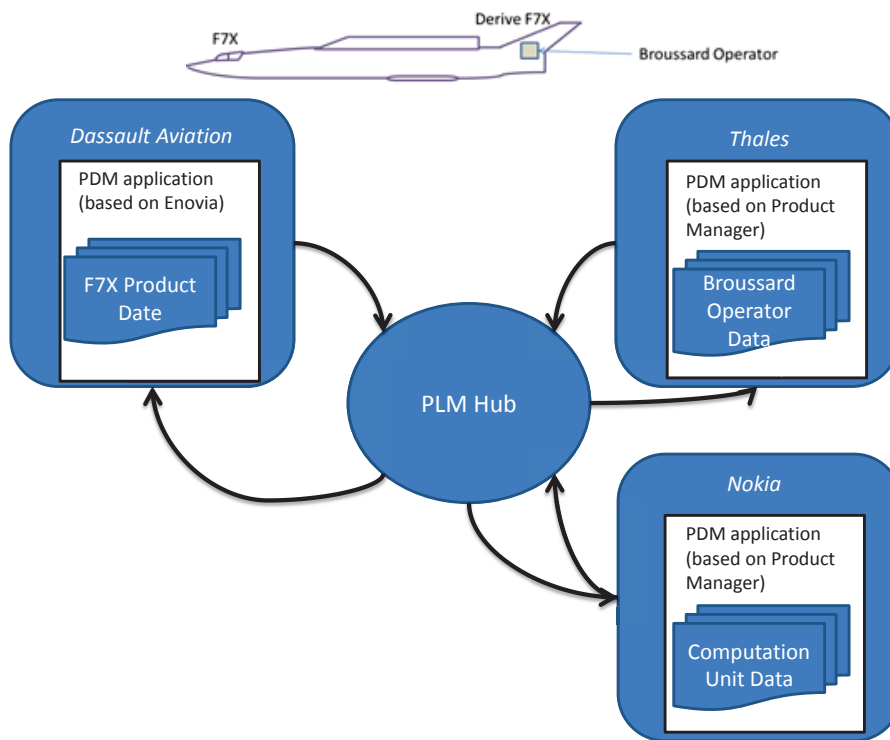 Derive F7X
F7X
Broussard Operator
Dassault Aviation
PDM application
(based on Enovia)
F7X Product
Date
Thales
PDM application
(based on Product
Manager)
Broussard
Operator
Data
PLM Hub
Nokia
PDM application
(based on Product
Manager)
Computation
Unit Data